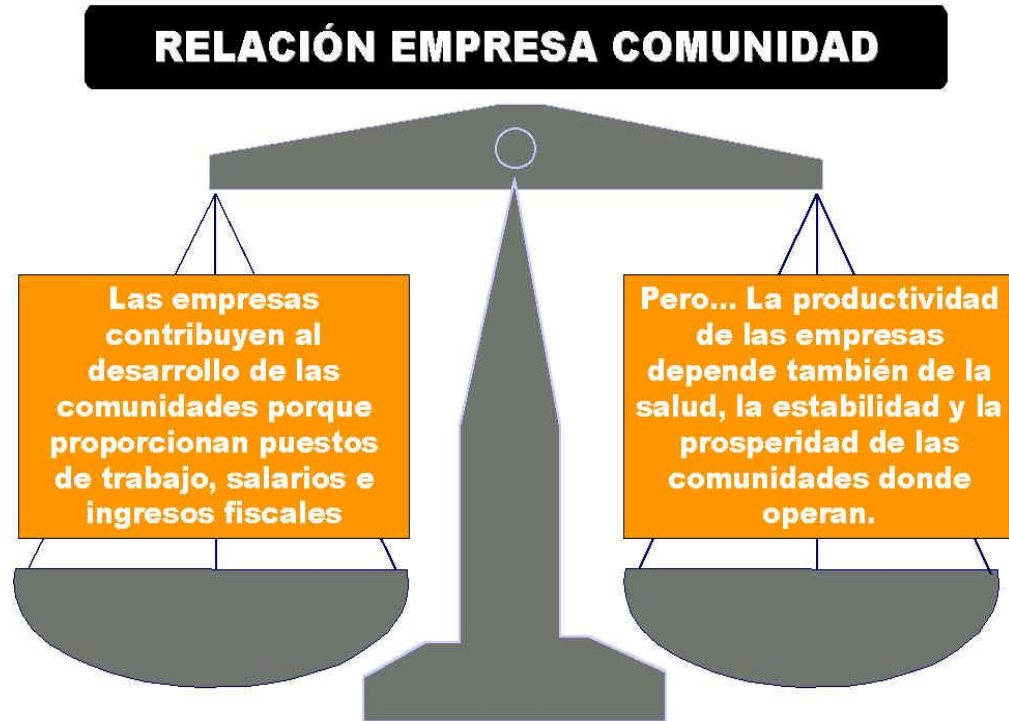 RELACIÓN EMPRESA COMUNIDAD
Las empresas
contribuyen al
desarrollo de las
comunidades porque
proporcionan puestos
de trabajo, salarios e
ingresos fiscales
Pero... La productividad
de las empresas
depende también de la
salud, la estabilidad y la
prosperidad de las
comunidades donde
operan.